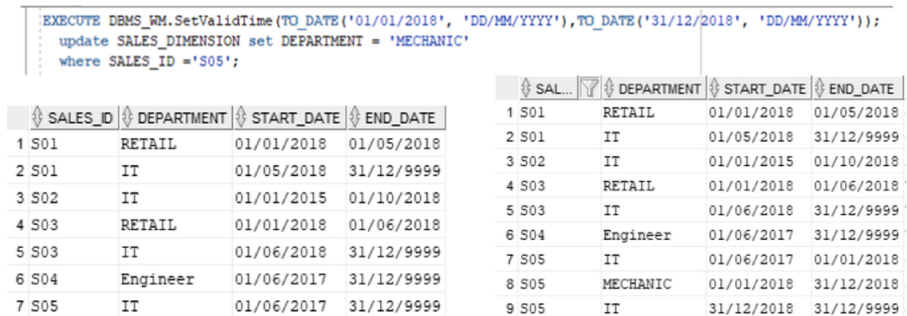 EXECUTE DBMS_WM.SetValidTime(TO_DATE('01/01/2018', 'DD/MM/YYYY'),TO_DATE('31/12/2018', 'DD/MM/YYYY'));
update SALES_DIMENSION set DEPARTMENT = 'MECHANIC'
where SALES_ID ='S05';
SALES_ID DEPARTMENT START_DATE END_DATE
1 S01 RETAIL 01/01/2018 01/05/2018
2 S01 IT 01/05/2018 31/12/9999
3 S02 IT 01/01/2015 01/10/2018
4 S03 RETAIL 01/01/2018 01/06/2018
5 S03 IT 01/06/2018 31/12/9999
6 S04 Engineer 01/06/2017 31/12/9999
7 S05 IT 01/06/2017 31/12/9999
SAL... DEPARTMENT START_DATE END_DATE
1 S01 RETAIL 01/01/2018 01/05/2018
2 S01 IT 01/05/2018 31/12/9999
3 S02 IT 01/01/2015 01/10/2018
4 S03 RETAIL 01/01/2018 01/06/2018
5 S03 IT 01/06/2018 31/12/9999
6 S04 Engineer 01/06/2017 31/12/9999
7 S05 IT 01/06/2017 01/01/2018
8 S05 MECHANIC 01/01/2018 31/12/2018
9 S05 IT 31/12/2018 31/12/9999